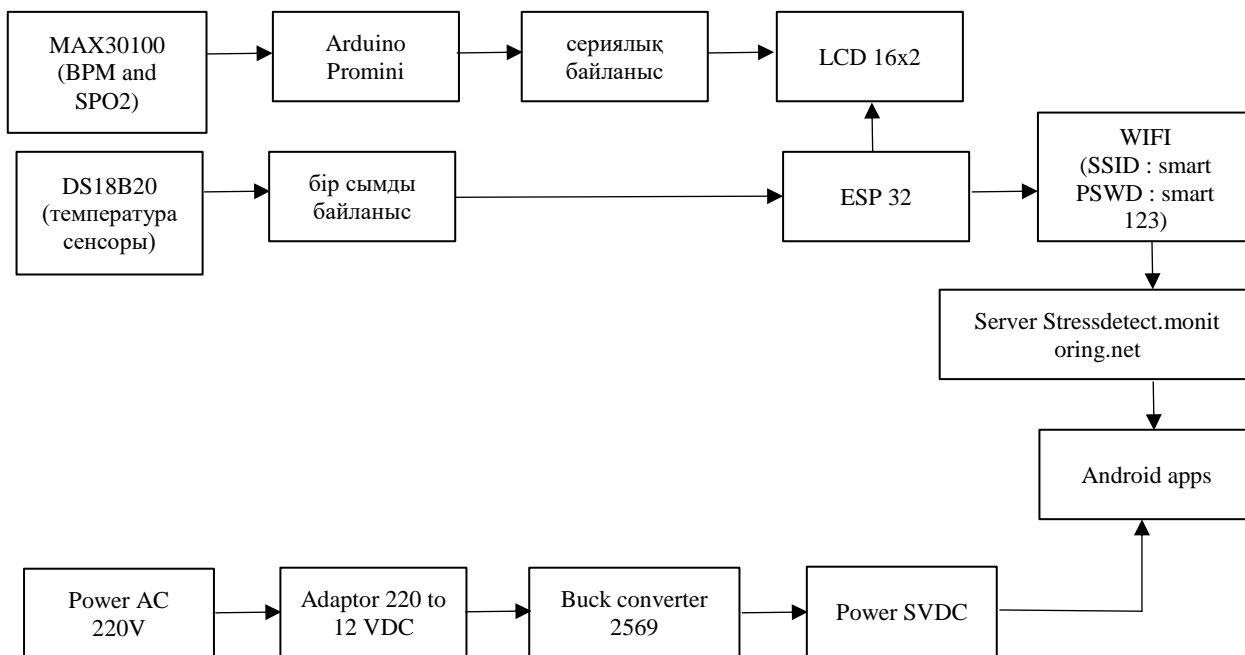 MAX30100
(BPM and
SPO2)
Arduino
Promini
сериялық
байланыс
LCD 16x2
DS18B20
(температура
сенсоры)
бір сымды
байланыс
ESP 32
WIFI
(SSID : smart
PSWD : smart
123)
Server Stressdetect.monit
oring.net
Android apps
Power AC
220V
Adaptor 220 to
12 VDC
Buck converter
2569
Power SVDC